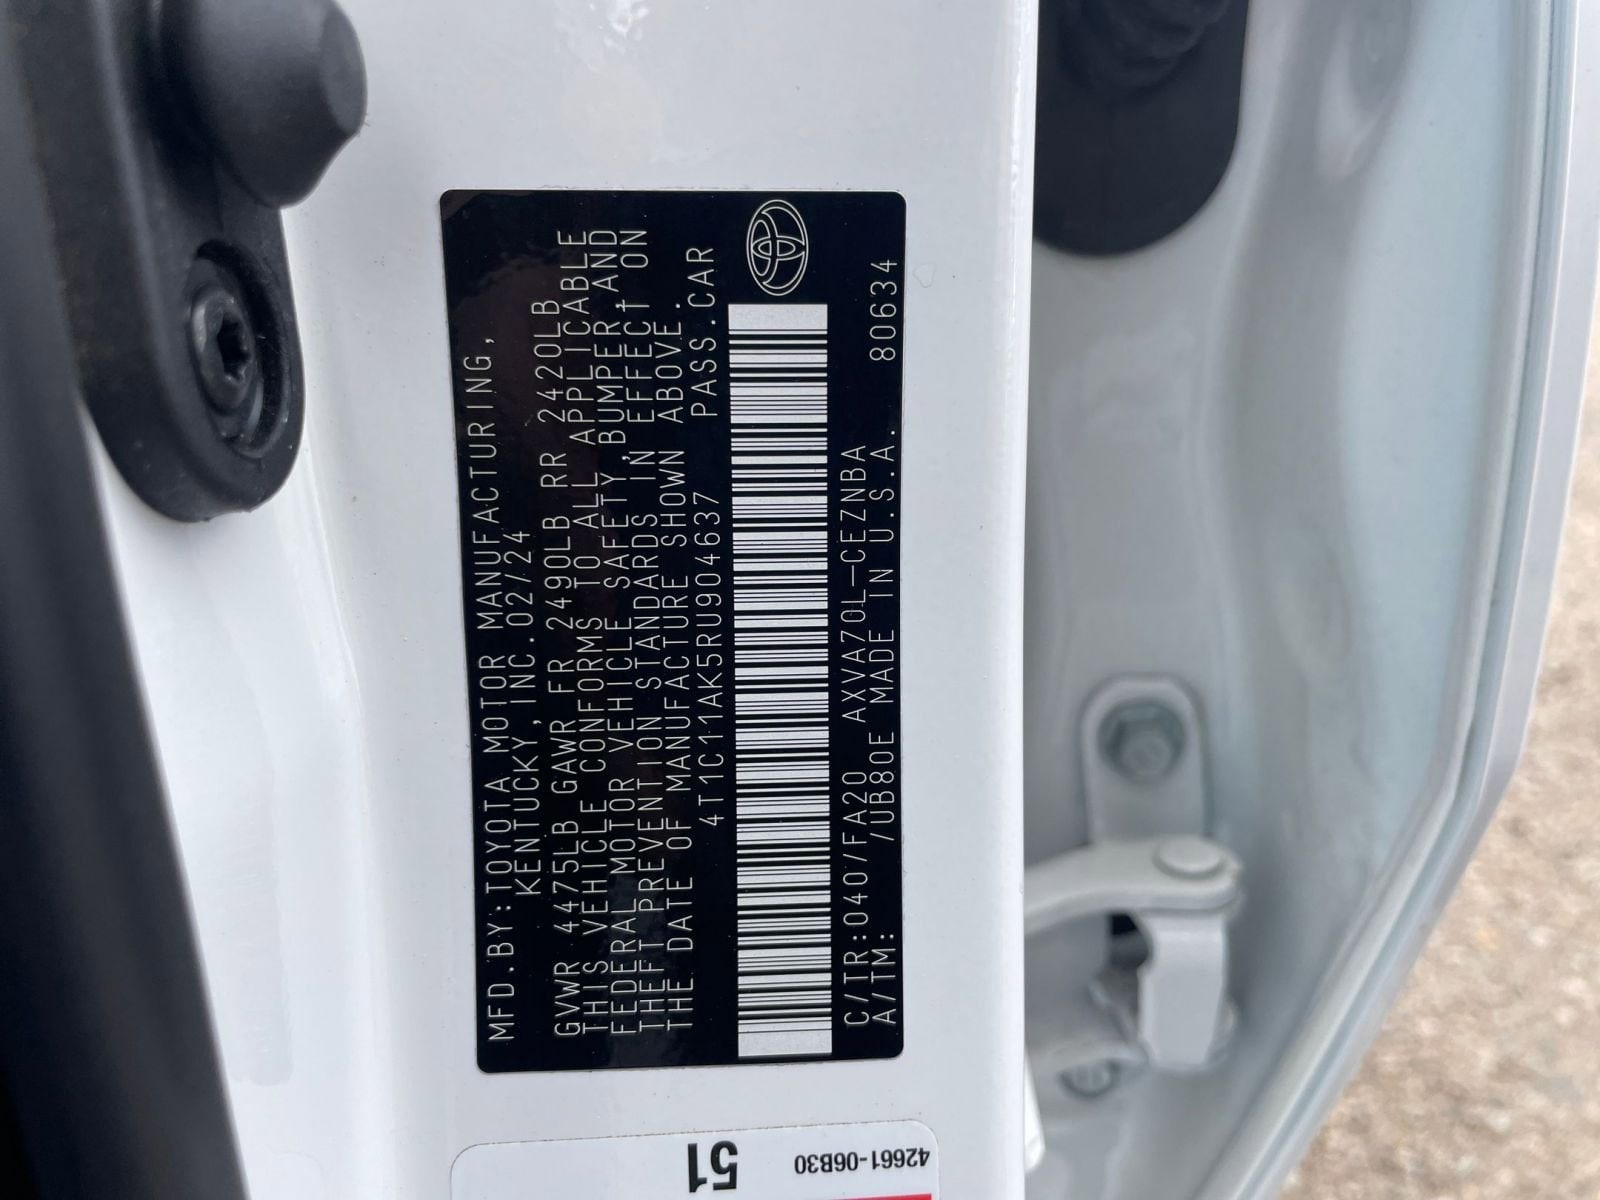 MFD.BY:TOYOTA MOTOR MANUFACTURING,
KENTUCKY,INC. 02/24
GVWR 4475LB GAWR FR 2490LB RR 2420LB
THIS VEHICLE CONFORMS TO ALL APPLICABLE
FEDERAL MOTOR VEHICLE SAFETY,BUMPER,AND
THEFT PREVENTION STANDARDS IN EFFECT ON
THE DATE OF MANUFACTURE SHOWN ABOVE.
4T1C11AK5RU904637 PASS.CAR
C/TR:040/FA20 AXVA70L-CEZNBA 80634
A/TM: /UB80E MADE IN U.S.A.
42661-06B30
51